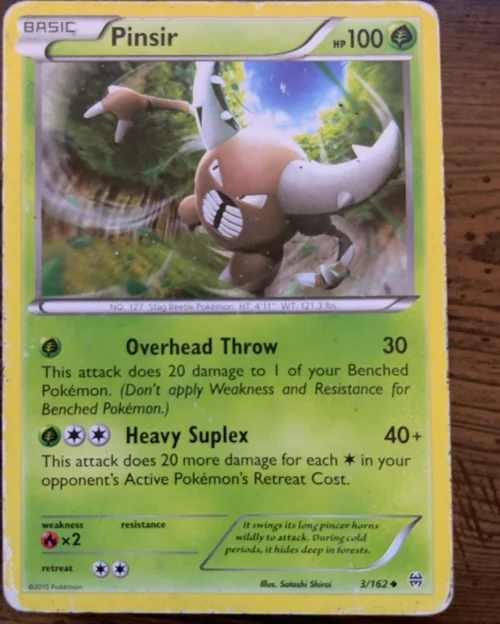 BASIC
Pinsir
HP 100
NO. 127 Stag Beetle Pokémon HT. 4'11" WT. 121.3 lbs.
Overhead Throw 30
This attack does 20 damage to 1 of your Benched
Pokémon. (Don't apply Weakness and Resistance for
Benched Pokémon.)
Heavy Suplex 40+
This attack does 20 more damage for each in your
opponent's Active Pokémon's Retreat Cost.
weakness resistance
×2
It swings its long pincer horns
wildly to attack. During cold
periods, it hides deep in forests.
retreat
©2015 Pokémon
Illus. Satoshi Shirai 3/162